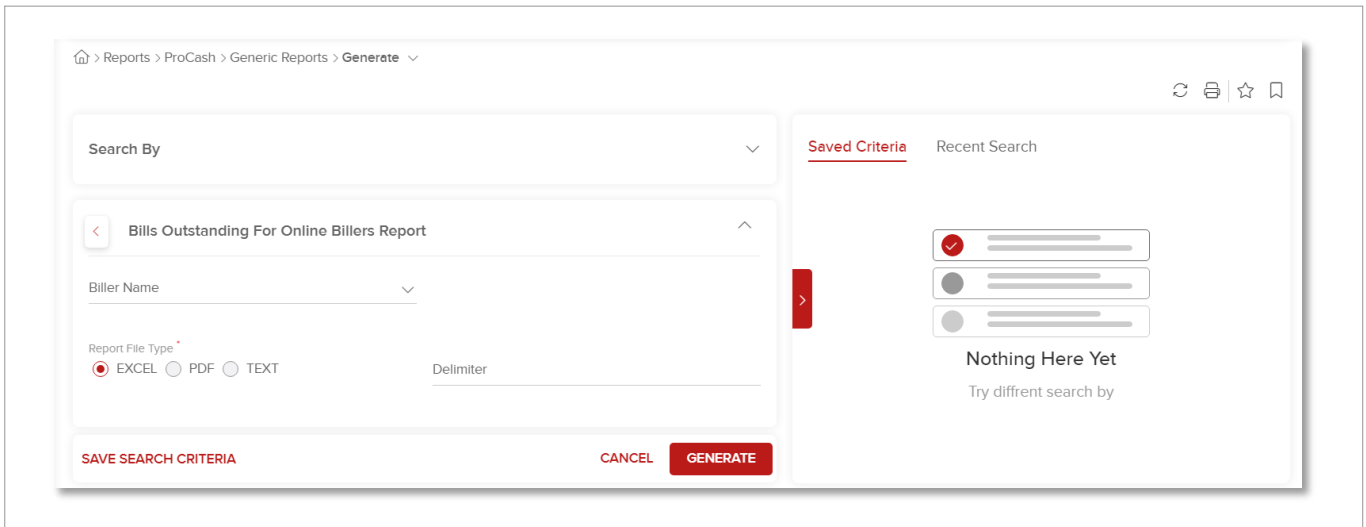 > Reports > ProCash > Generic Reports > Generate
Search By
Bills Outstanding For Online Billers Report
Biller Name
Report File Type *
EXCEL PDF TEXT
Delimiter
SAVE SEARCH CRITERIA
CANCEL
GENERATE
Saved Criteria
Recent Search
Nothing Here Yet
Try diffrent search by